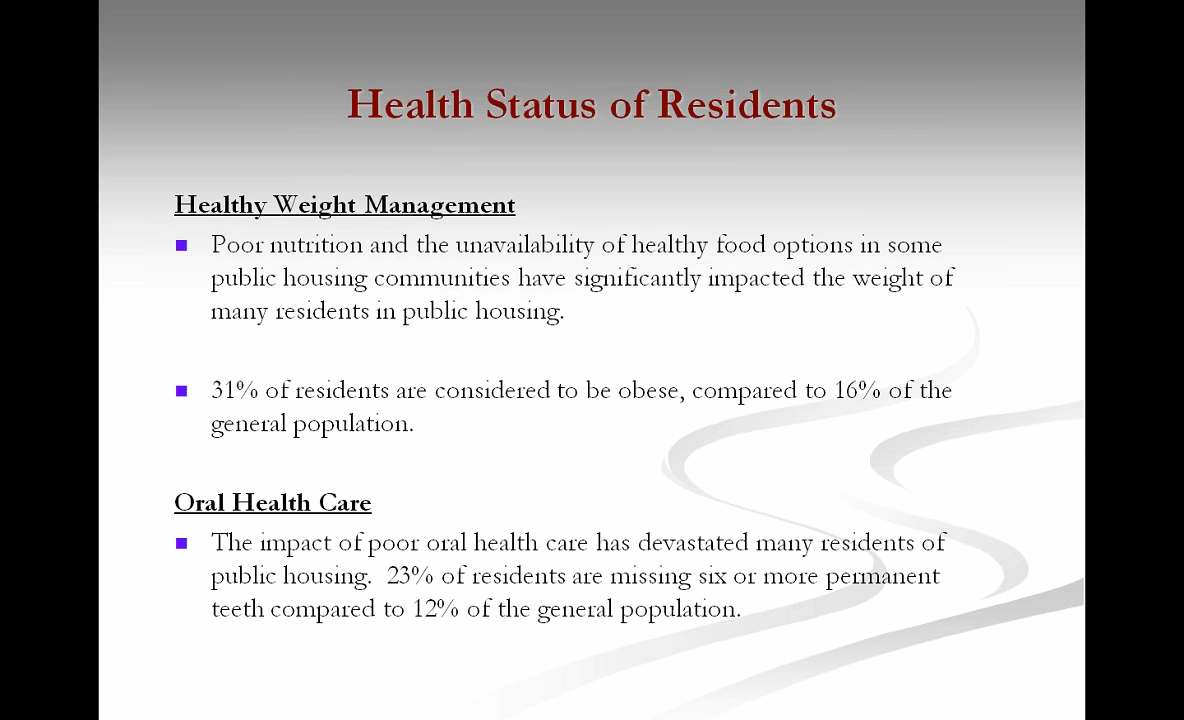 Health Status of Residents
Healthy Weight Management
Poor nutrition and the unavailability of healthy food options in some
public housing communities have significantly impacted the weight of
many residents in public housing.
31% of residents are considered to be obese, compared to 16% of the
general population.
Oral Health Care
The impact of poor oral health care has devastated many residents of
public housing.  23% of residents are missing six or more permanent
teeth compared to 12% of the general population.